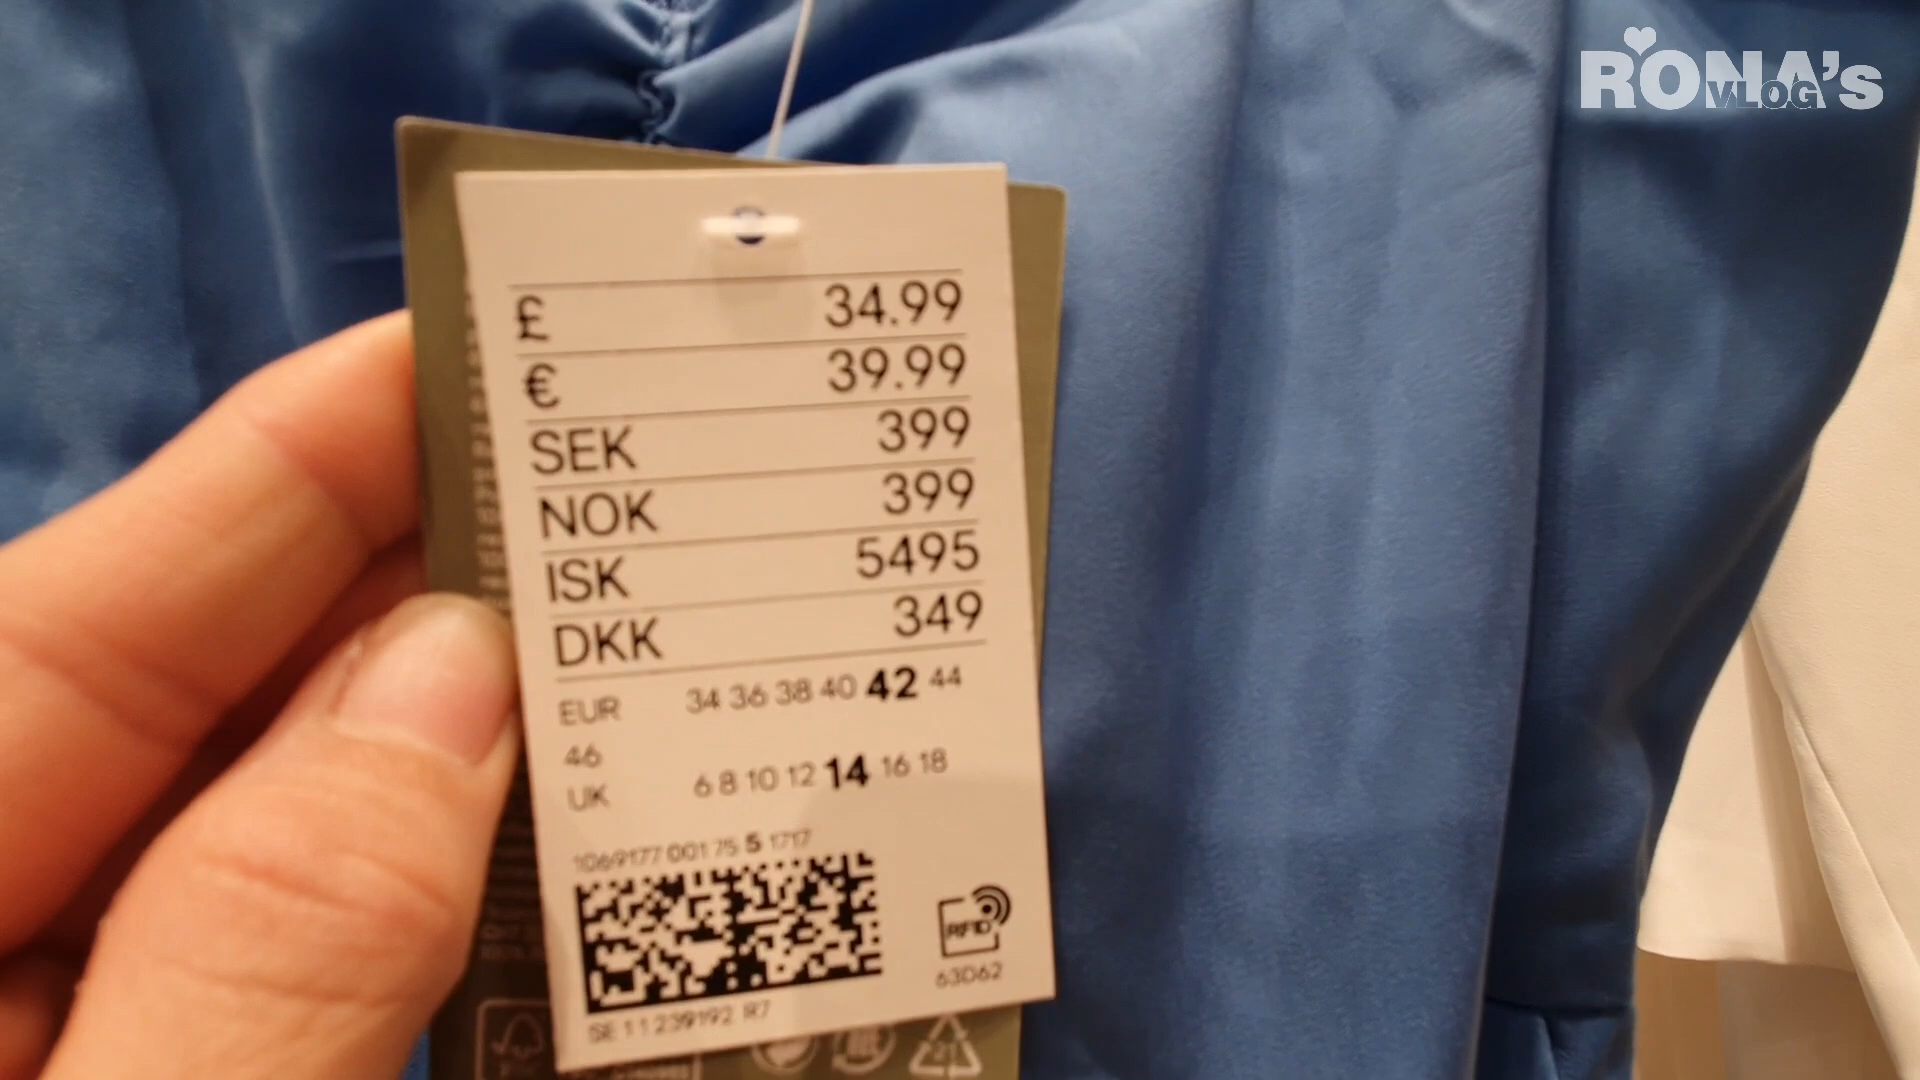 RONA's
VLOG
£ 34.99
€ 39.99
SEK 399
NOK 399
ISK 5495
DKK 349
EUR 34 36 38 40 42 44
46
UK 6 8 10 12 14 16 18
1069177 001 75 5 1717
RFID
63D62
SE 11239192 R7
21